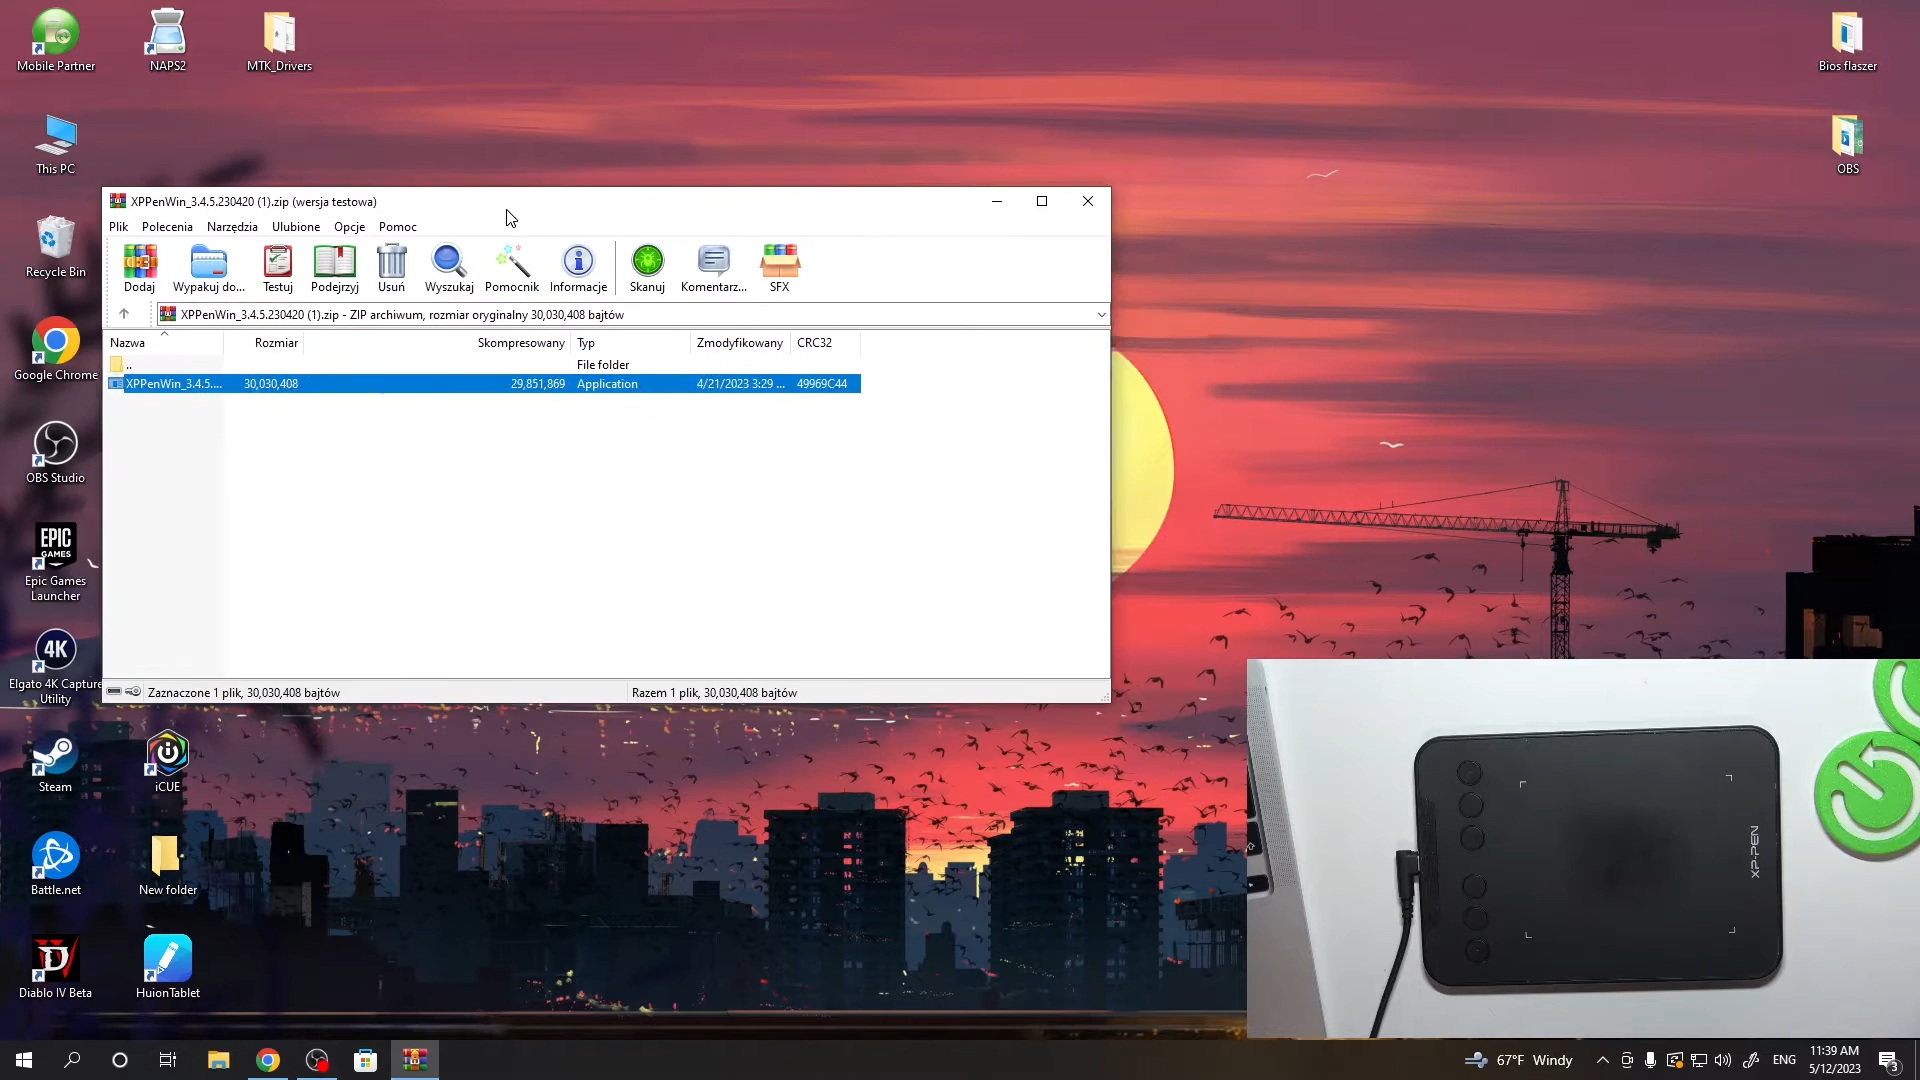 Mobile Partner
NAPS2
MTK_Drivers
Bios flaszer
This PC
OBS
XPPenWin_3.4.5.230420 (1).zip (wersja testowa)
Plik Polecenia Narzędzia Ulubione Opcje Pomoc
Dodaj Wypakuj do... Testuj Podejrzyj Usuń Wyszukaj Pomocnik Informacje Skanuj Komentarz... SFX
XPPenWin_3.4.5.230420 (1).zip - ZIP archiwum, rozmiar oryginalny 30,030,408 bajtów
Nazwa Rozmiar Skompresowany Typ Zmodyfikowany CRC32
.. File folder
XPPenWin_3.4.5.... 30,030,408 29,851,869 Application 4/21/2023 3:29 ... 49969C44
Zaznaczone 1 plik, 30,030,408 bajtów
Razem 1 plik, 30,030,408 bajtów
Recycle Bin
Google Chrome
OBS Studio
EPIC
GAMES
Epic Games
Launcher
4K
Elgato 4K Capture
Utility
Steam
iCUE
Battle.net
New folder
Diablo IV Beta
HuionTablet
XP-PEN
67°F Windy
ENG
11:39 AM
5/12/2023
3